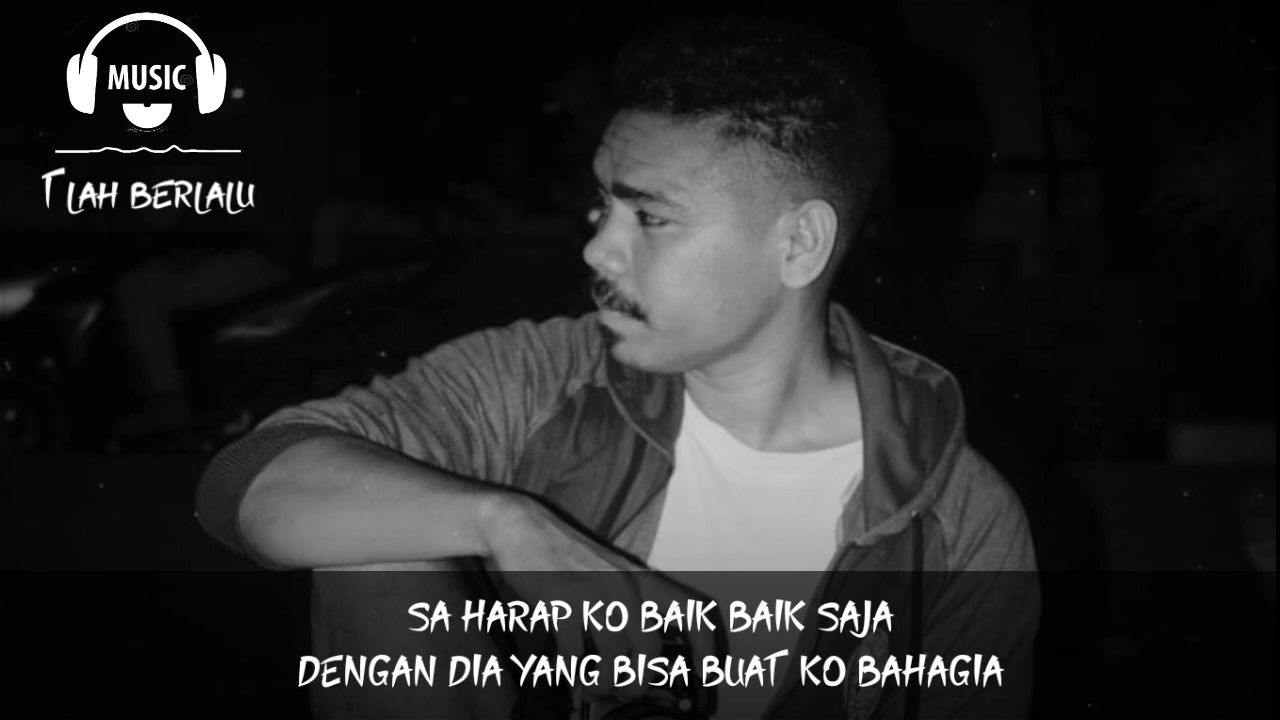 MUSIC
T'LAH BERLALU
SA HARAP KO BAIK BAIK SAJA
DENGAN DIA YANG BISA BUAT KO BAHAGIA